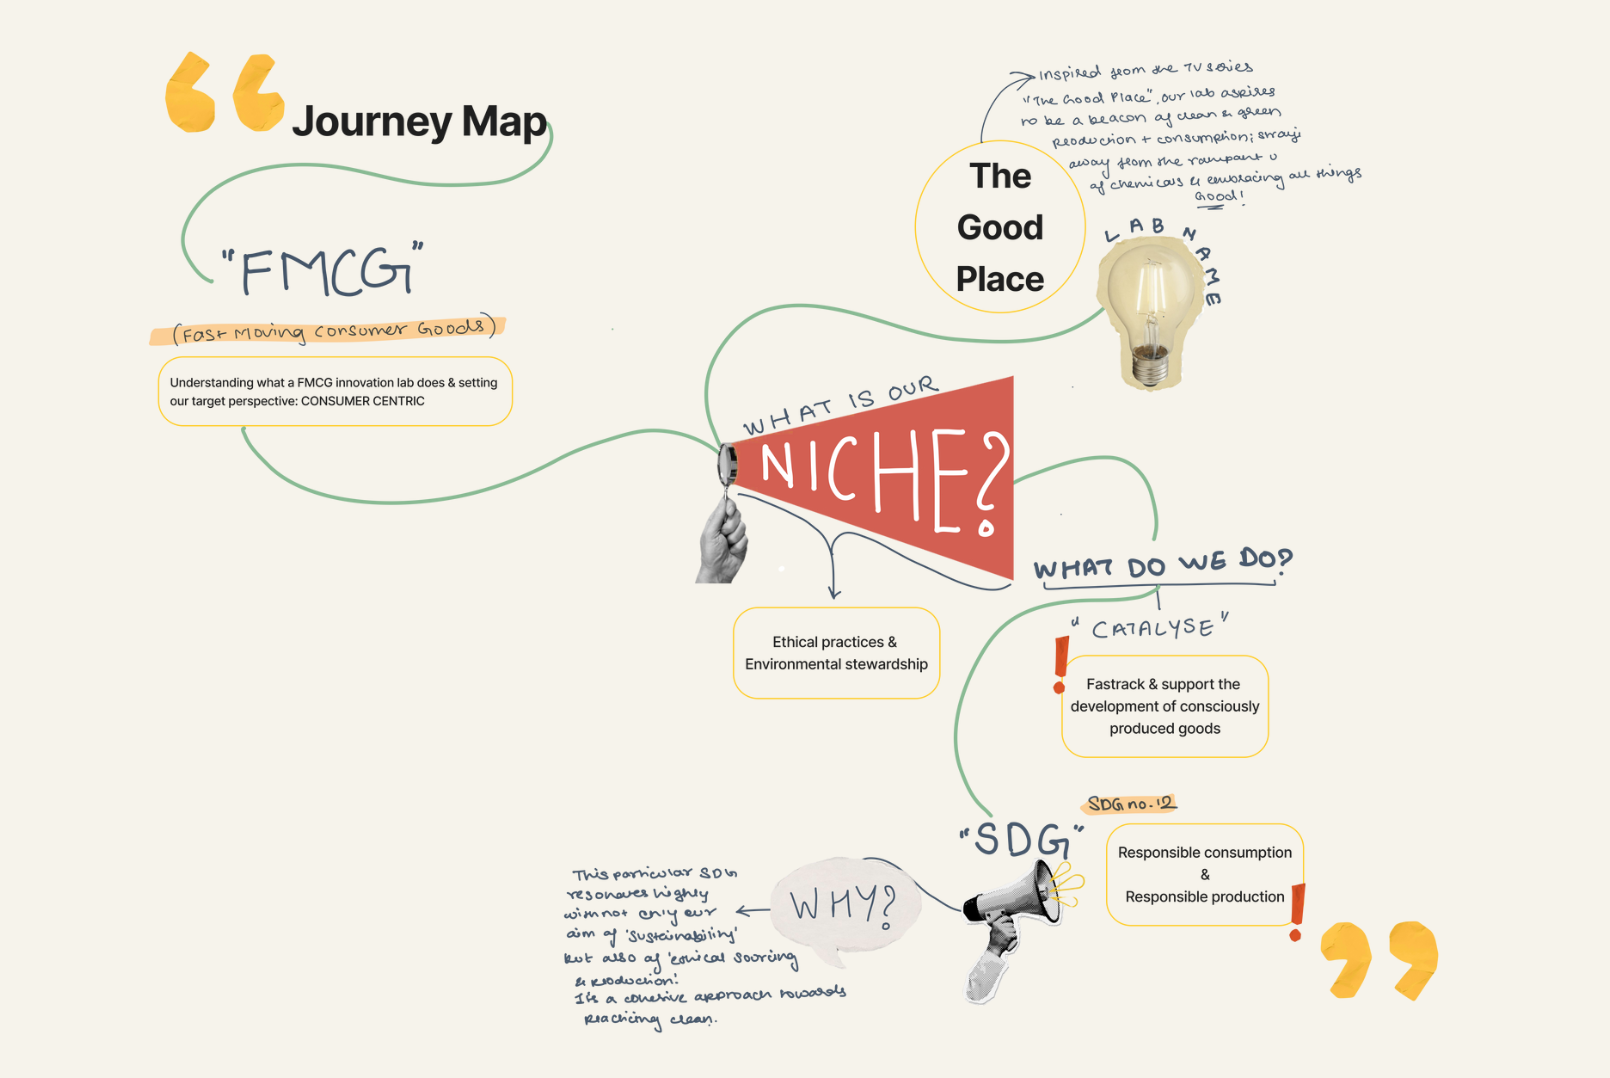 Journey Map
"FMCG"
(Fast Moving Consumer Goods)
Understanding what a FMCG innovation lab does & setting
our target perspective: CONSUMER CENTRIC
Inspired from the TV series
"The Good Place", our lab aspires
to be a beacon of clean & green
production + consumption; straying
away from the rampant u
of chemicals & embracing all things
Good!
The
Good
Place
LAB NAME
WHAT IS OUR
NICHE?
Ethical practices &
Environmental stewardship
WHAT DO WE DO?
"CATALYSE"
!
Fastrack & support the
development of consciously
produced goods
"SDG"
SDG no. 12
Responsible consumption
&
Responsible production
!
WHY?
This particular SDG
resonates highly
with not only our
aim of 'sustainability'
but also of 'ethical sourcing
& production'.
It's a cohesive approach towards
practicing clean.